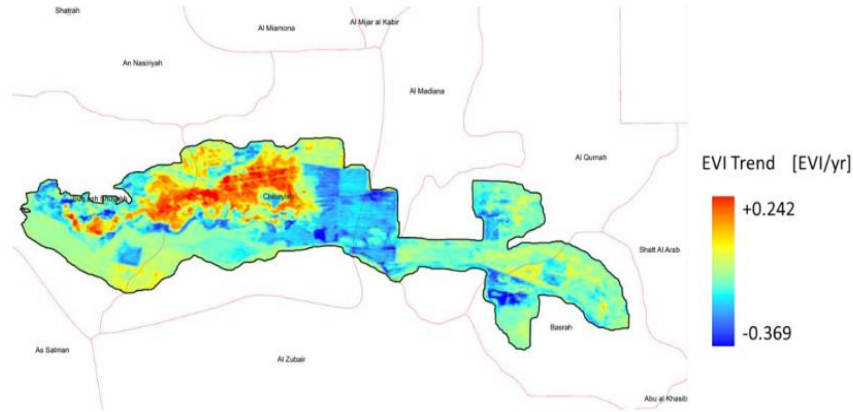 Shatrah
Al Mijar al Kabir
Al Miamona
An Nasiriyah
Al Madiana
Al Qurnah
EVI Trend [EVI/yr]
+0.242
Chibayish
Shatt Al Arab
-0.369
Basrah
As Salman
Al Zubair
Abu al Khasib